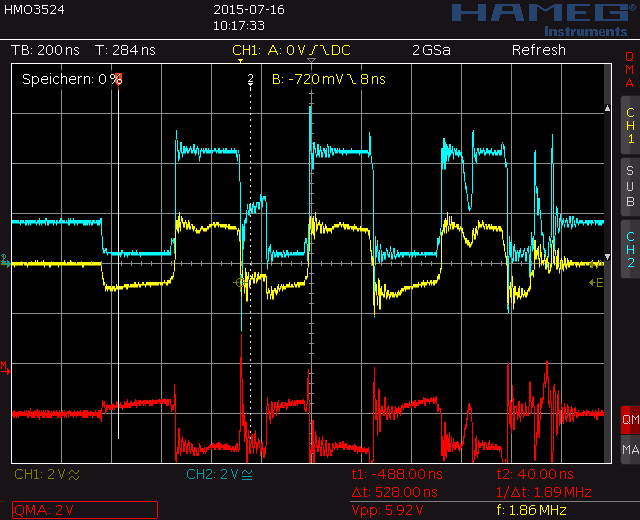 HMO3524
2015-07-16
10:17:33
HAMEG
Instruments
TB: 200 ns T: 284 ns CH1: A: 0 V DC 2 GSa Refresh
Speichern: 0%
2
B: -720 mV 8 ns
QMA
CH1
SUB
CH2
2
E
M
QM
MA
CH1: 2 V
CH2: 2 V
t1: -488.00 ns
t2: 40.00 ns
Δt: 528.00 ns
1/Δt: 1.89 MHz
QMA: 2 V
Vpp: 5.92 V
f: 1.86 MHz